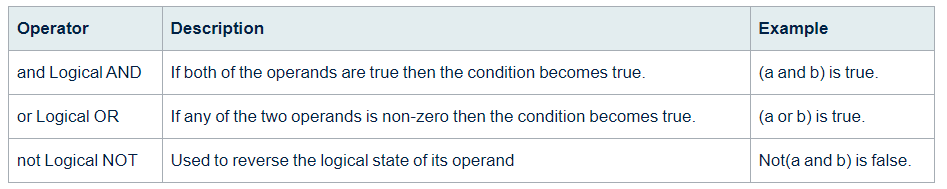 Operator Description Example
and Logical AND If both of the operands are true then the condition becomes true. (a and b) is true.
or Logical OR If any of the two operands is non-zero then the condition becomes true. (a or b) is true.
not Logical NOT Used to reverse the logical state of its operand Not(a and b) is false.